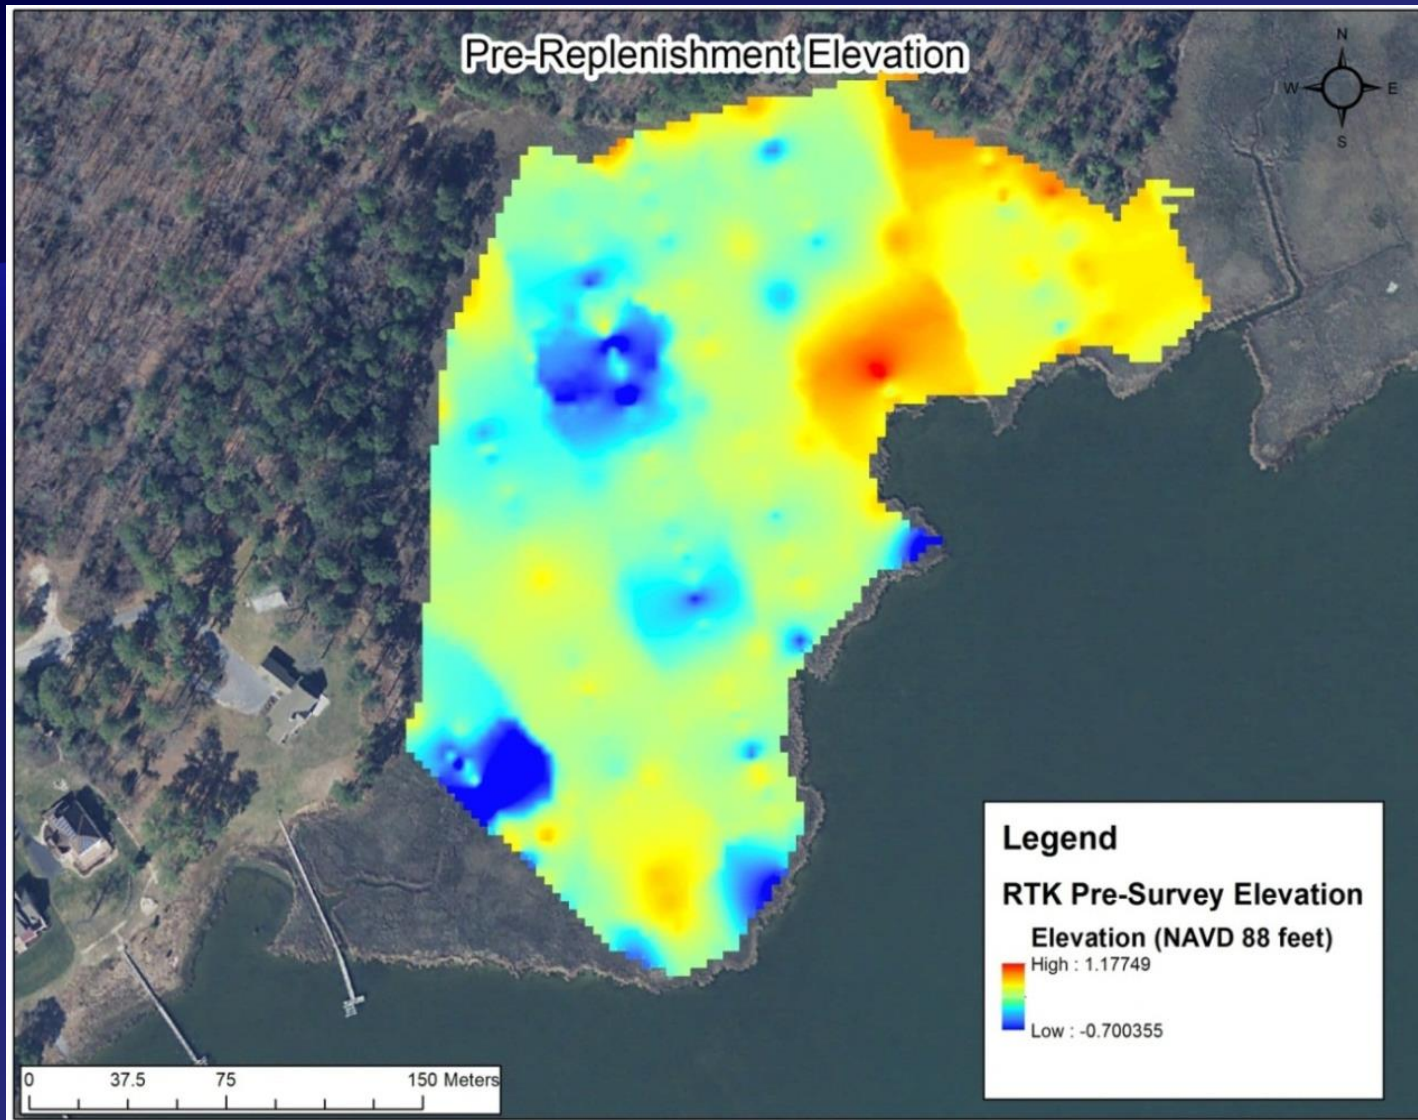 Pre-Replenishment Elevation
N
W E
S
Legend
RTK Pre-Survey Elevation
Elevation (NAVD 88 feet)
High : 1.17749
Low : -0.700355
0 37.5 75 150 Meters